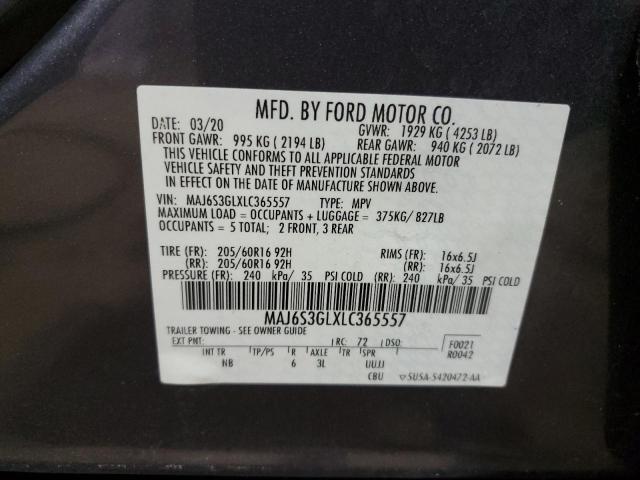 MFD. BY FORD MOTOR CO.
DATE: 03/20 GVWR: 1929 KG ( 4253 LB)
FRONT GAWR: 995 KG ( 2194 LB) REAR GAWR: 940 KG ( 2072 LB)
THIS VEHICLE CONFORMS TO ALL APPLICABLE FEDERAL MOTOR
VEHICLE SAFETY AND THEFT PREVENTION STANDARDS
IN EFFECT ON THE DATE OF MANUFACTURE SHOWN ABOVE.
VIN: MAJ6S3GLXLC365557 TYPE: MPV
MAXIMUM LOAD = OCCUPANTS + LUGGAGE = 375KG/ 827LB
OCCUPANTS = 5 TOTAL; 2 FRONT, 3 REAR
TIRE (FR): 205/60R16 92H RIMS (FR): 16x6.5J
(RR): 205/60R16 92H (RR): 16x6.5J
PRESSURE (FR): 240 kPa/ 35 PSI COLD (RR): 240 kPa/ 35 PSI COLD
MAJ6S3GLXLC365557
TRAILER TOWING - SEE OWNER GUIDE
EXT PNT: RC: 72 DSO: F0021
R0042
INT TR TP/PS R AXLE TR SPR
NB 6 3L UUJJ
CBU SUSA-5420472-AA